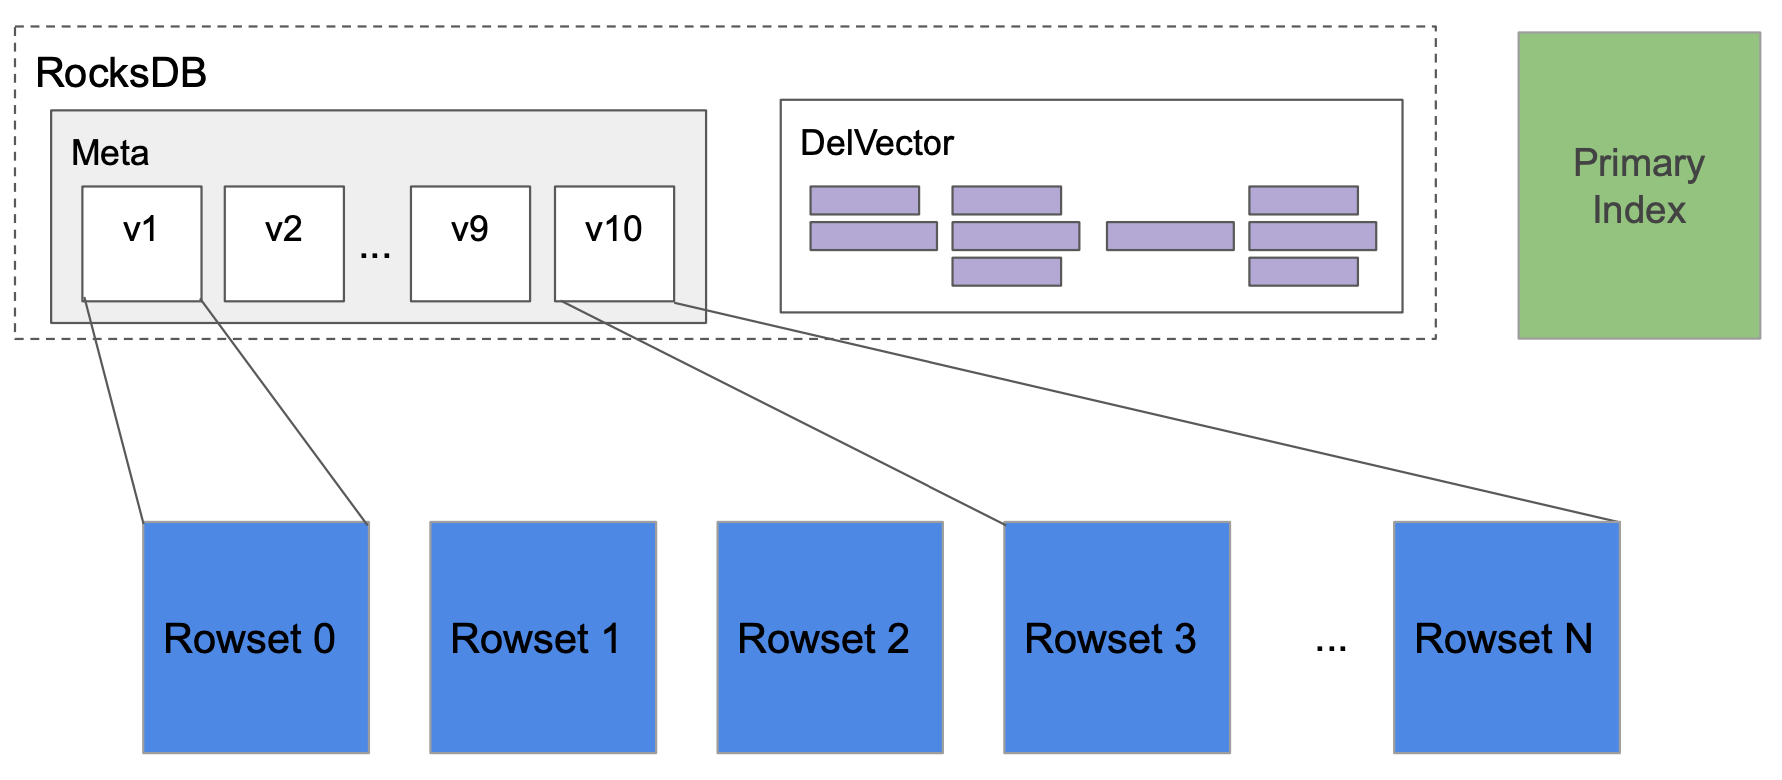 RocksDB
Meta
v1
v2
...
v9
v10
DelVector
Primary
Index
Rowset 0
Rowset 1
Rowset 2
Rowset 3
...
Rowset N